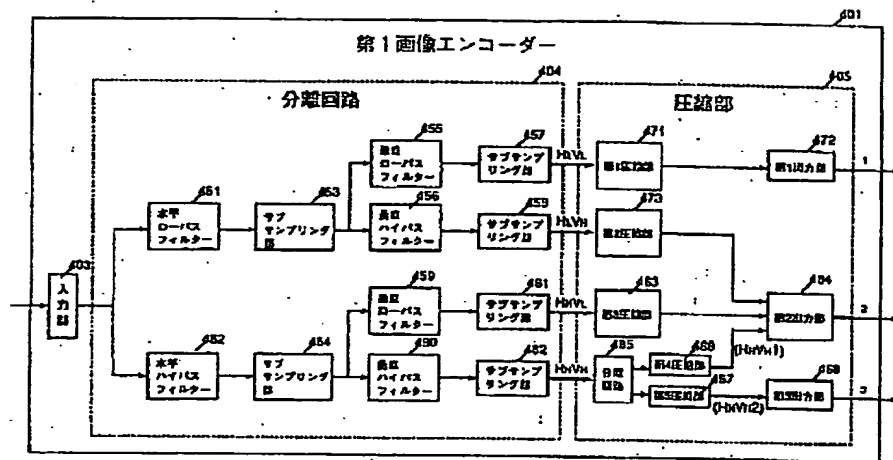 401
第1画像エンコーダー
404
405
分離回路
圧縮部
455
垂直
ローパス
フィルター
457
サブサンプ
リング部
HLVL
471
第1圧縮部
472
第1出力部
1
451
水平
ローパス
フィルター
453
サブ
サンプリング
部
456
垂直
ハイパス
フィルター
サブサンプ
リング部
HLVH
473
第2圧縮部
403
入
力
部
459
垂直
ローパス
フィルター
461
サブサンプ
リング部
HHVL
463
第3圧縮部
第2出力部
2
452
水平
ハイパス
フィルター
454
サブ
サンプリング
部
垂直
ハイパス
フィルター
462
サブサンプ
リング部
HHVH
465
回路
第4圧縮部
(HHVH1)
467
第5圧縮部
(HHVH2)
468
第3出力部
3